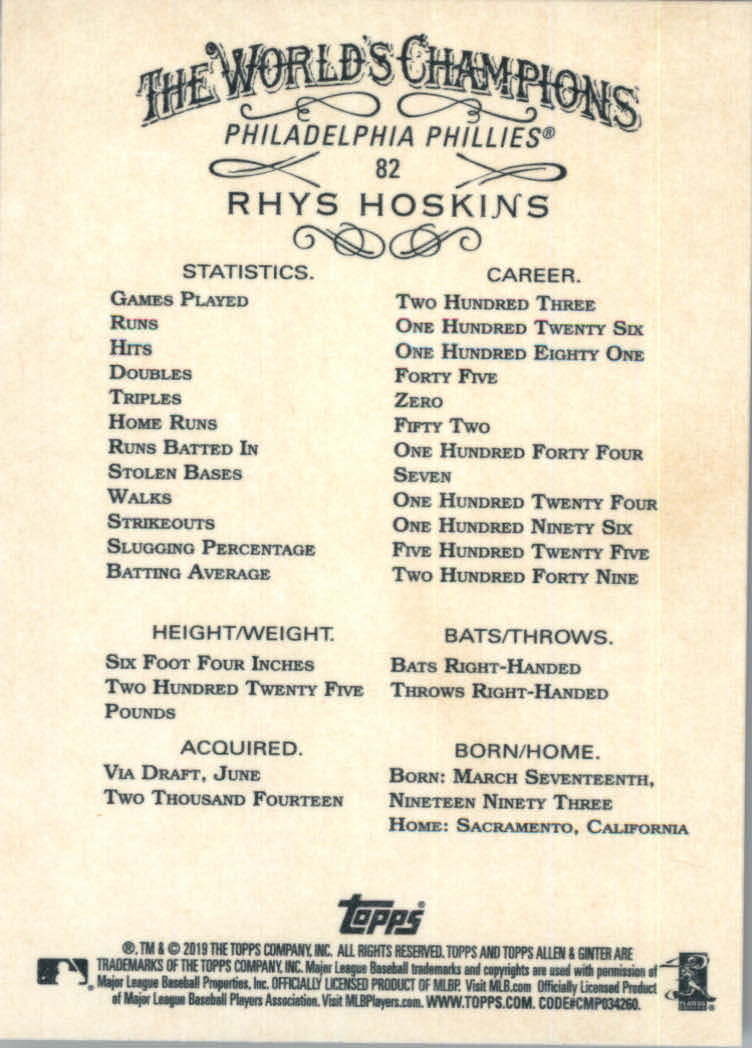 THE WORLD'S CHAMPIONS
PHILADELPHIA PHILLIES®
82
RHYS HOSKINS
STATISTICS.
GAMES PLAYED
RUNS
HITS
DOUBLES
TRIPLES
HOME RUNS
RUNS BATTED IN
STOLEN BASES
WALKS
STRIKEOUTS
SLUGGING PERCENTAGE
BATTING AVERAGE
CAREER.
TWO HUNDRED THREE
ONE HUNDRED TWENTY SIX
ONE HUNDRED EIGHTY ONE
FORTY FIVE
ZERO
FIFTY TWO
ONE HUNDRED FORTY FOUR
SEVEN
ONE HUNDRED TWENTY FOUR
ONE HUNDRED NINETY SIX
FIVE HUNDRED TWENTY FIVE
TWO HUNDRED FORTY NINE
HEIGHT/WEIGHT.
SIX FOOT FOUR INCHES
TWO HUNDRED TWENTY FIVE
POUNDS
BATS/THROWS.
BATS RIGHT-HANDED
THROWS RIGHT-HANDED
ACQUIRED.
VIA DRAFT, JUNE
TWO THOUSAND FOURTEEN
BORN/HOME.
BORN: MARCH SEVENTEENTH,
NINETEEN NINETY THREE
HOME: SACRAMENTO, CALIFORNIA
topps®
®, TM & © 2019 THE TOPPS COMPANY, INC. ALL RIGHTS RESERVED. TOPPS AND TOPPS ALLEN & GINTER ARE
TRADEMARKS OF THE TOPPS COMPANY, INC. Major League Baseball trademarks and copyrights are used with permission of
Major League Baseball Properties, Inc. OFFICIALLY LICENSED PRODUCT OF MLBP. Visit MLB.com Officially Licensed Product
of Major League Baseball Players Association. Visit MLBPlayers.com. WWW.TOPPS.COM. CODE#CMP034260.